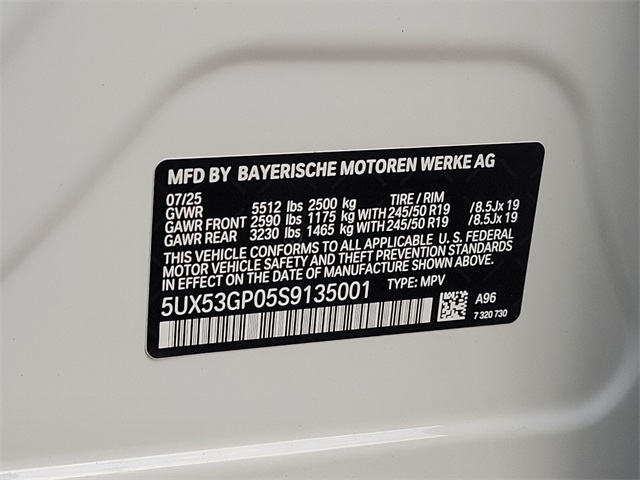 MFD BY BAYERISCHE MOTOREN WERKE AG
07/25
GVWR 5512 lbs 2500 kg TIRE / RIM
GAWR FRONT 2590 lbs 1175 kg WITH 245/50 R19 /8.5Jx 19
GAWR REAR 3230 lbs 1465 kg WITH 245/50 R19 /8.5Jx 19
THIS VEHICLE CONFORMS TO ALL APPLICABLE U. S. FEDERAL
MOTOR VEHICLE SAFETY AND THEFT PREVENTION STANDARDS
IN EFFECT ON THE DATE OF MANUFACTURE SHOWN ABOVE.
5UX53GP05S9135001 TYPE: MPV
A96
7 320 730